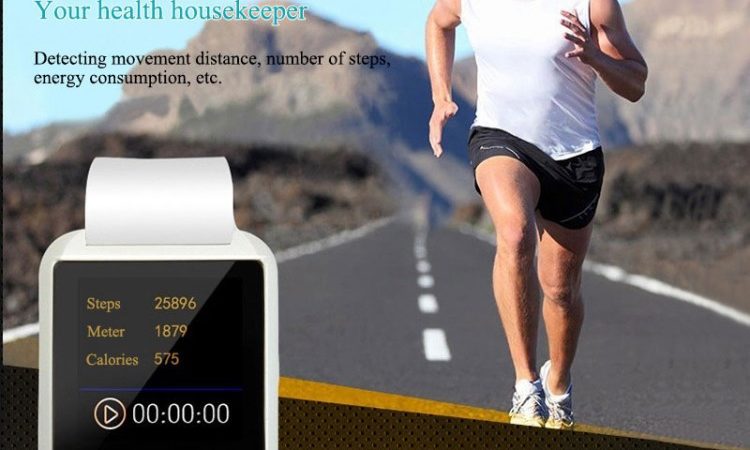 Your health housekeeper
Detecting movement distance, number of steps,
energy consumption, etc.
Steps 25896
Meter 1879
Calories 575
00:00:00